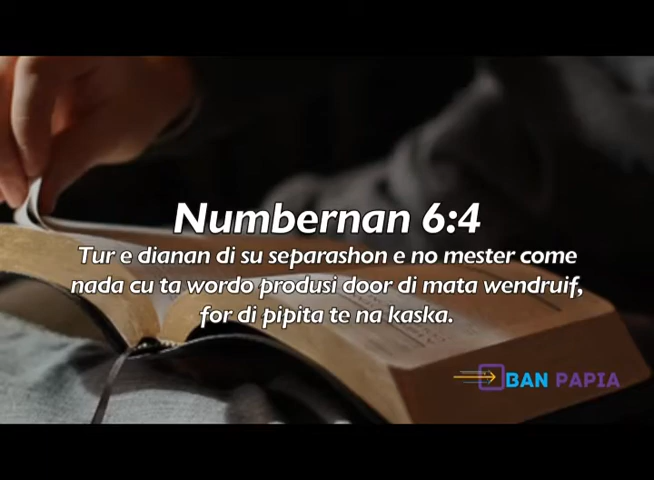 Numbernan 6:4
Tur e dianan di su separashon e no mester come
nada cu ta wordo produsi door di mata wendruif,
for di pipita te na kaska.
BAN PAPIA